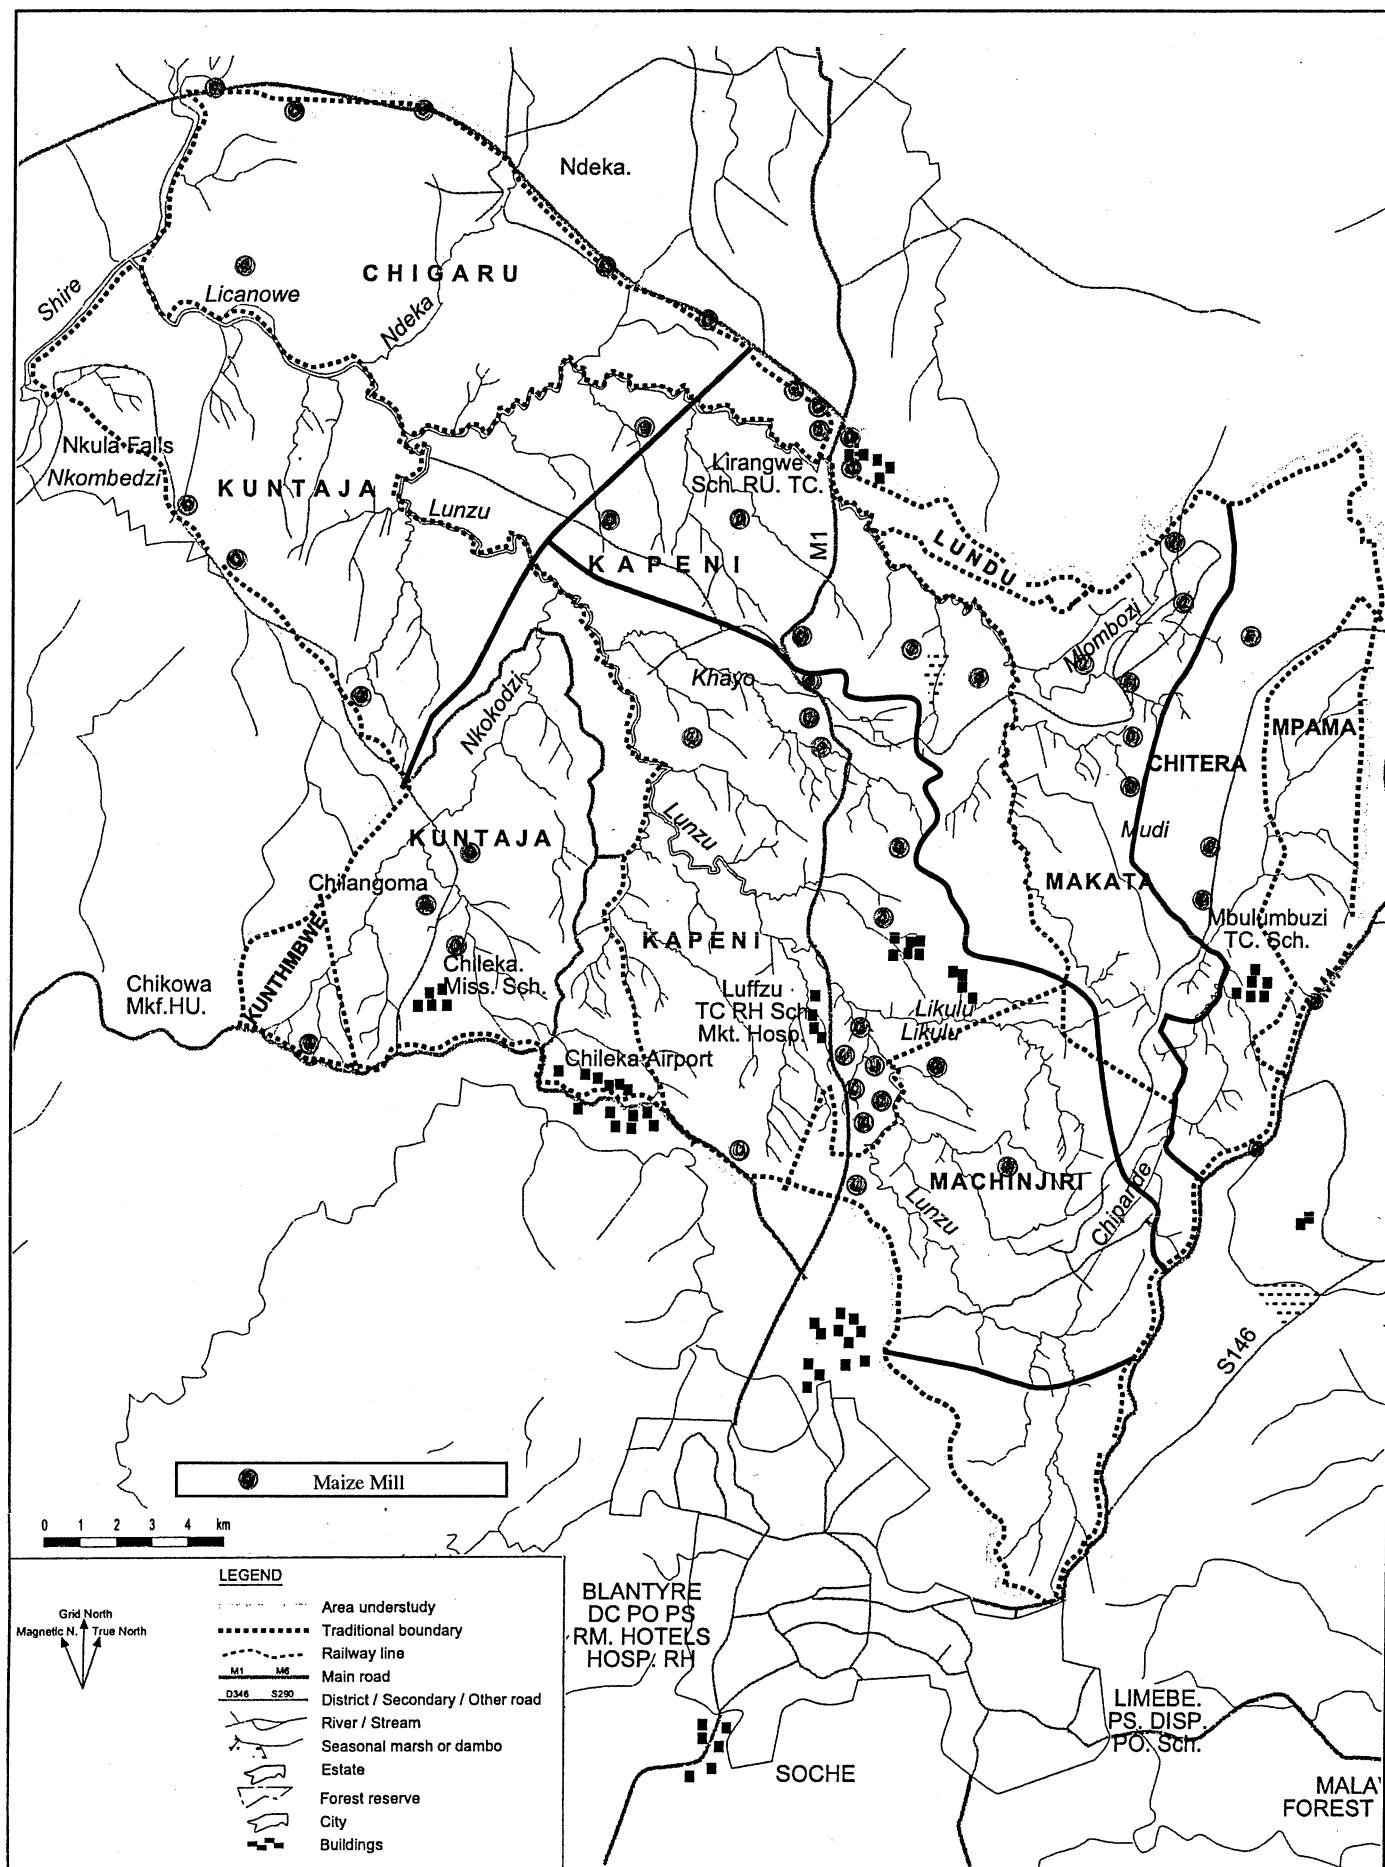 Ndeka.
CHIGARU
Shire
Licanowe
Ndeka
Nkula Falls
Nkombedzi
KUNTAJA
Lunzu
Lirangwe
Sch. RU. TC.
M1
KAPENI
LUNDU
Mlombozi
Khayo
Nkokodzi
MPAMA
CHITERA
Lunzu
Mudi
KUNTAJA
Chilangoma
MAKATA
KUNTHMBWE
KAPENI
Mbulumbuzi
TC. Sch.
Chileka.
Miss. Sch.
Chikowa
Mkf.HU.
Luffzu
TC RH Sch
Mkt. Hosp.
Likulu
Likulu
Chileka Airport
MACHINJIRI
Lunzu
Chipande
S146
Maize Mill
0 1 2 3 4 km
LEGEND
Grid North
Magnetic N. True North
Area understudy
Traditional boundary
Railway line
M1 M6 Main road
D346 S290 District / Secondary / Other road
River / Stream
Seasonal marsh or dambo
Estate
Forest reserve
City
Buildings
BLANTYRE
DC PO PS
RM. HOTELS
HOSP. RH
LIMEBE.
PS. DISP.
PO. Sch.
SOCHE
MALA
FOREST